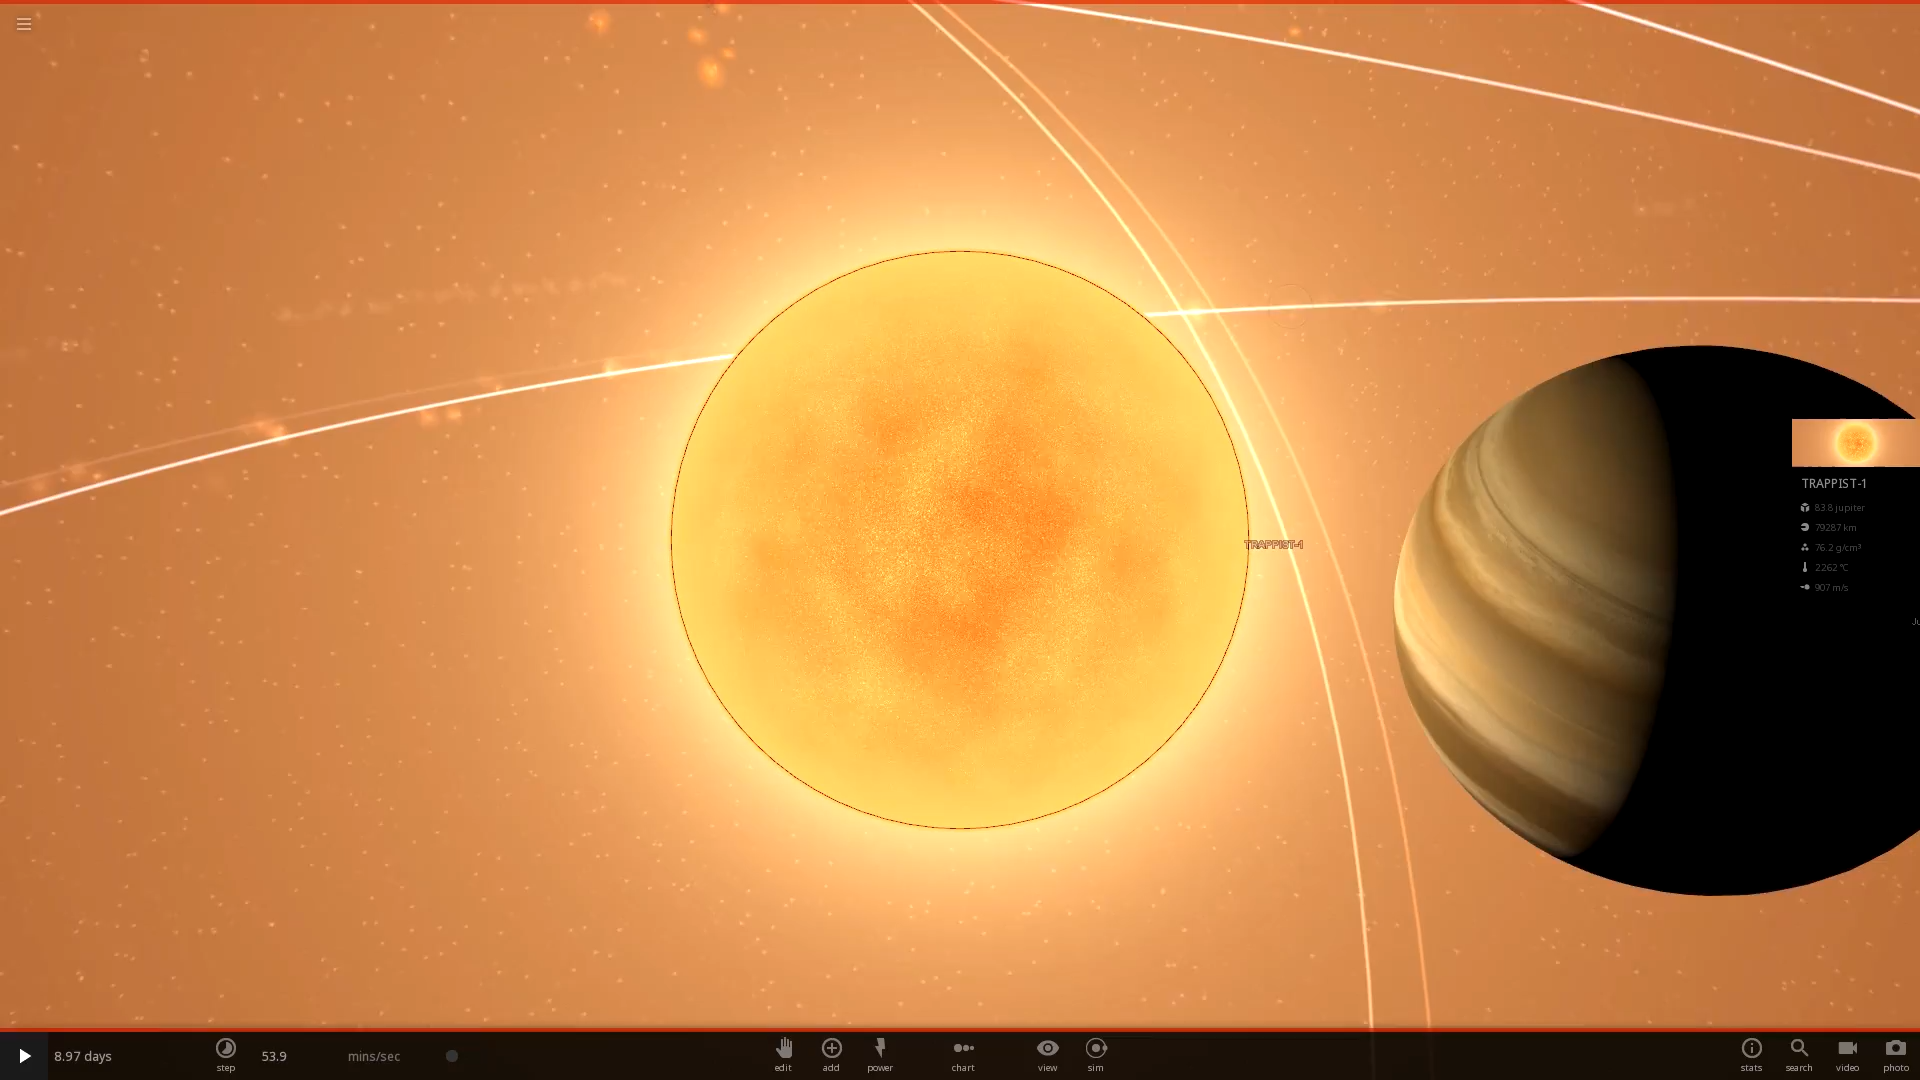 TRAPPIST-1
TRAPPIST-1
83.8 jupiter
79287 km
76.2 g/cm³
2262 °C
907 m/s
8.97 days
step
53.9
mins/sec
edit
add
power
chart
view
sim
stats
search
video
photo